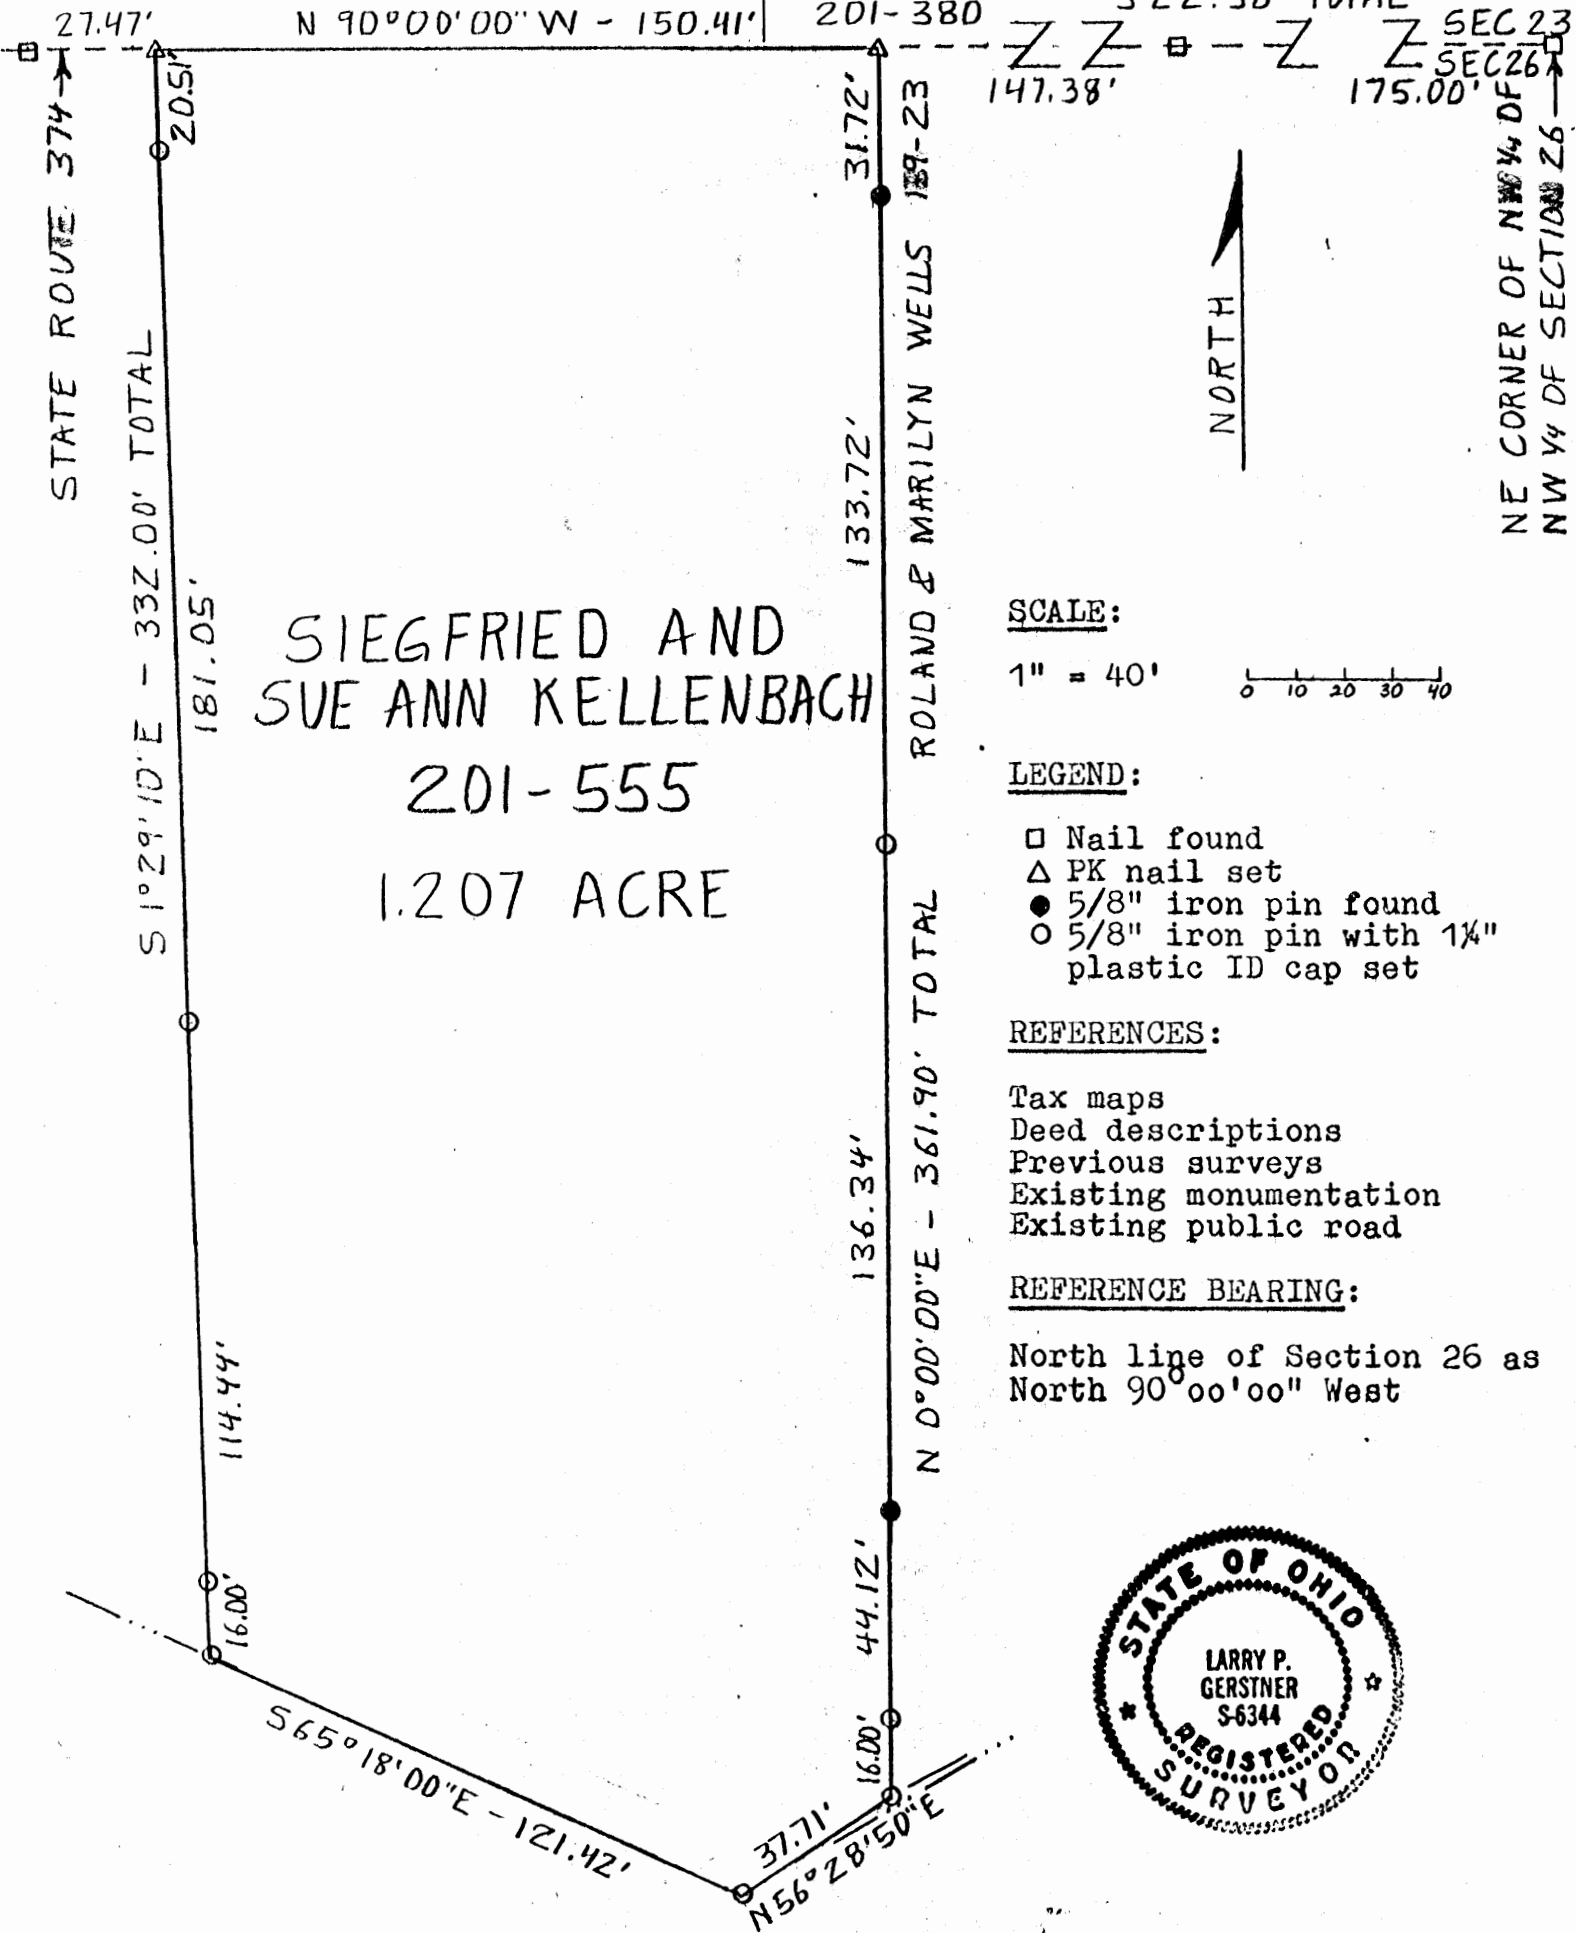 27.47'
N 90°00'00" W - 150.41'
201-380
TOTAL
SEC 23
SEC 26
147.38'
175.00'
STATE ROUTE 374
20.51'
S 1°29'10" E - 332.00' TOTAL
181.05'
114.44'
16.00'
SIEGFRIED AND
SUE ANN KELLENBACH
201-555
1.207 ACRE
31.72'
133.72'
136.34'
44.12'
16.00'
ROLAND & MARILYN WELLS
N 0°00'00"E - 361.90' TOTAL
S65°18'00"E - 121.42'
37.71'
N56°28'50"E
NORTH
NE CORNER OF NW 1/4 OF
NW 1/4 OF SECTION 26
SCALE:
1" = 40'
0 10 20 30 40
LEGEND:
□ Nail found
△ PK nail set
● 5/8" iron pin found
○ 5/8" iron pin with 1¼"
plastic ID cap set
REFERENCES:
Tax maps
Deed descriptions
Previous surveys
Existing monumentation
Existing public road
REFERENCE BEARING:
North line of Section 26 as
North 90°00'00" West
STATE OF OHIO
LARRY P.
GERSTNER
S-6344
REGISTERED
SURVEYOR